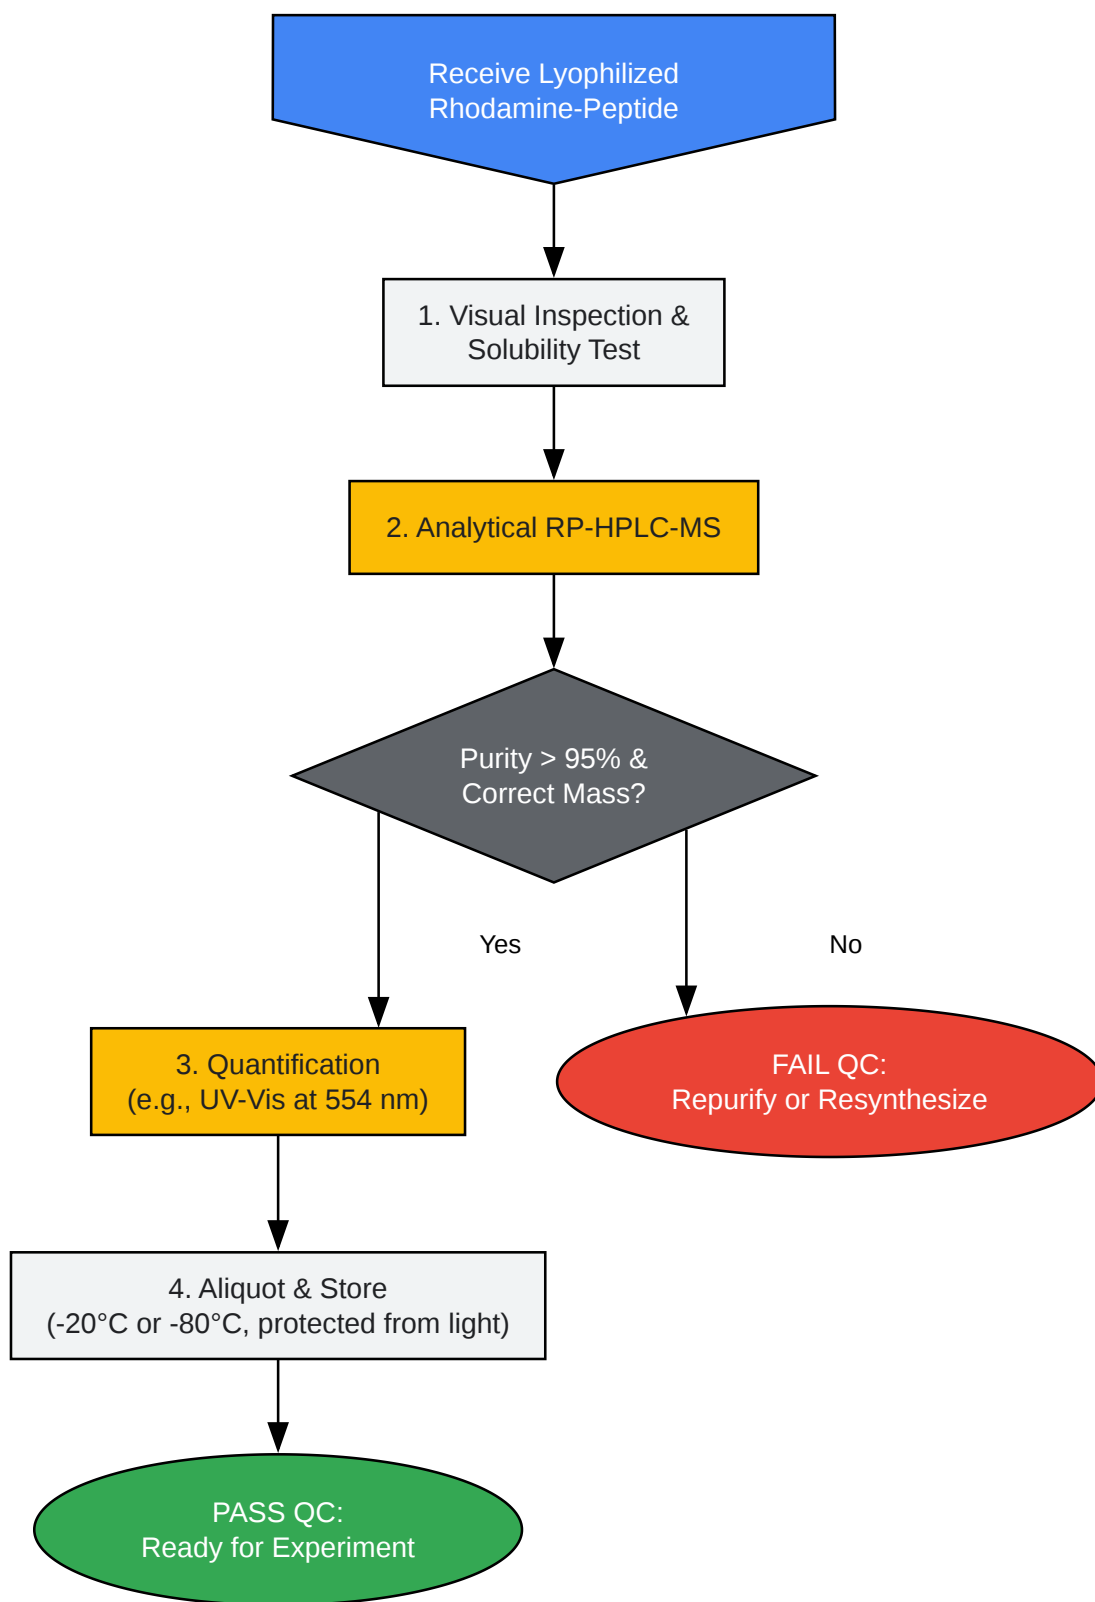 Receive Lyophilized
Rhodamine-Peptide
1. Visual Inspection &
Solubility Test
2. Analytical RP-HPLC-MS
Purity > 95% &
Correct Mass?
Yes
No
3. Quantification
(e.g., UV-Vis at 554 nm)
FAIL QC:
Repurify or Resynthesize
4. Aliquot & Store
(-20°C or -80°C, protected from light)
PASS QC:
Ready for Experiment